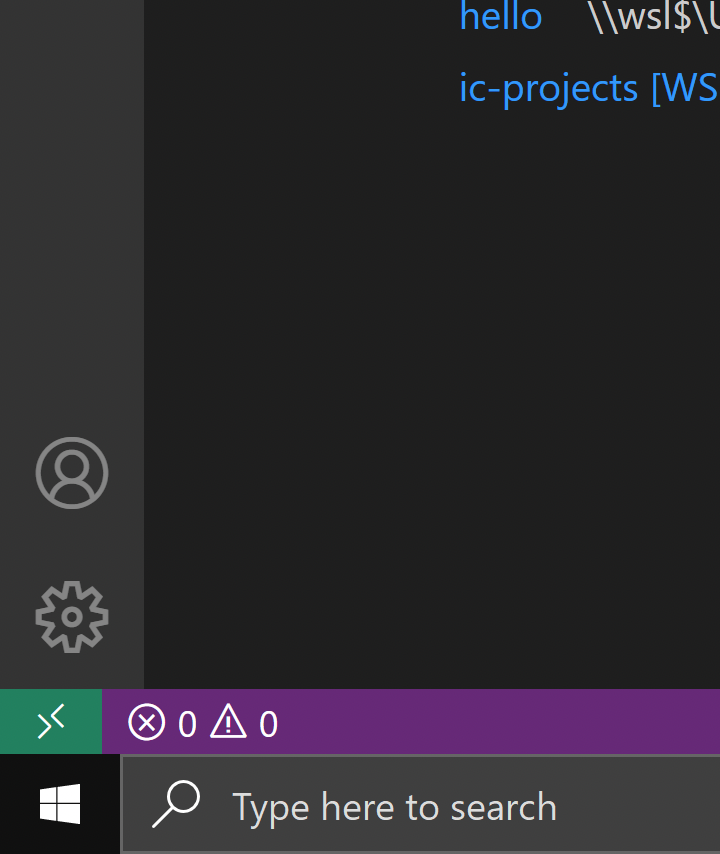 hello \\wsl$\U
ic-projects [WS
0 0
Type here to search